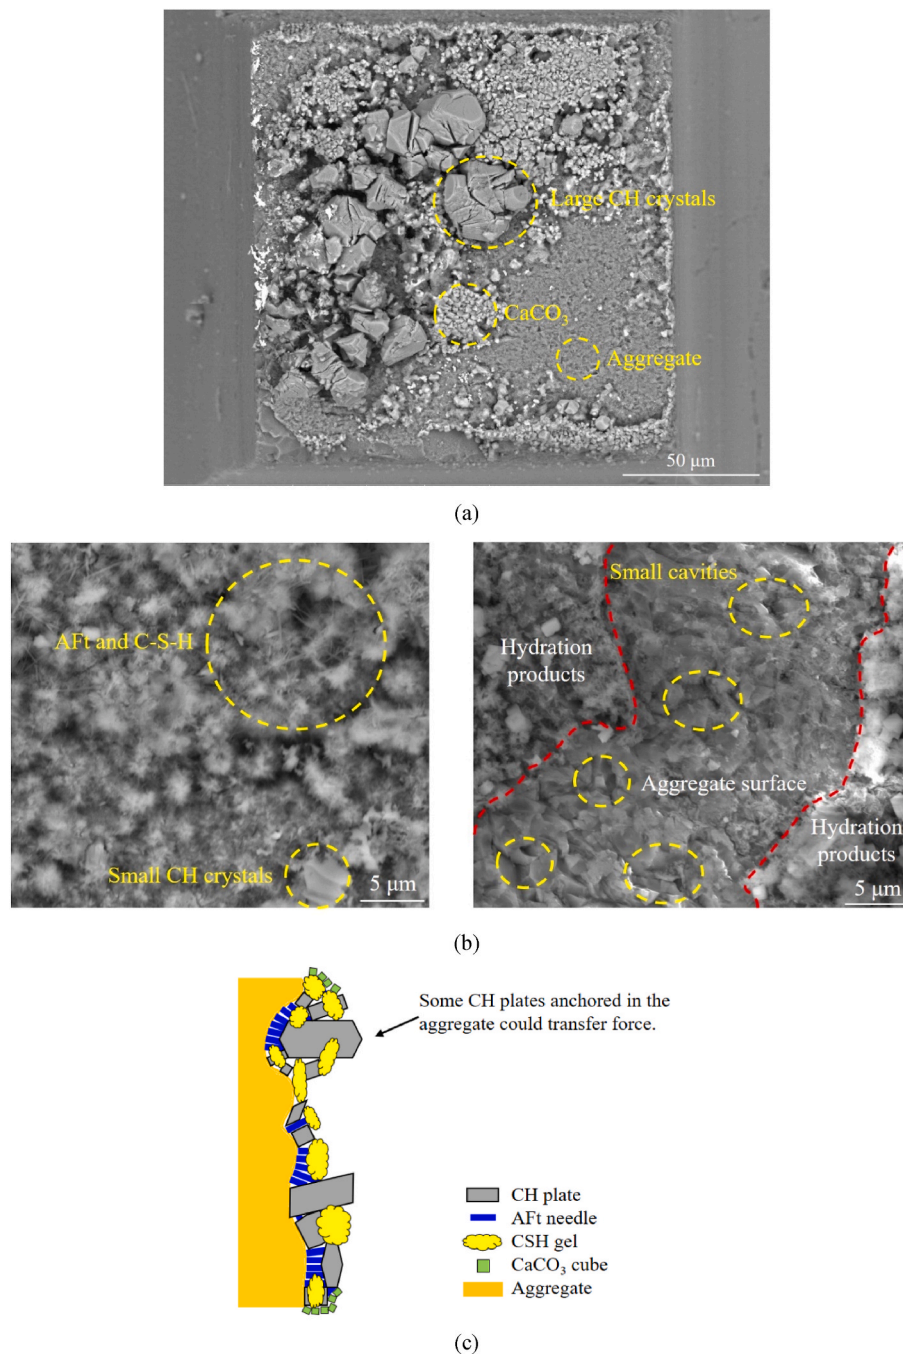 Large CH crystals
CaCO₃
Aggregate
50 μm
(a)
AFt and C-S-H
Small CH crystals
5 μm
Small cavities
Hydration
products
Aggregate surface
Hydration
products
5 μm
(b)
Some CH plates anchored in the
aggregate could transfer force.
CH plate
AFt needle
CSH gel
CaCO₃ cube
Aggregate
(c)